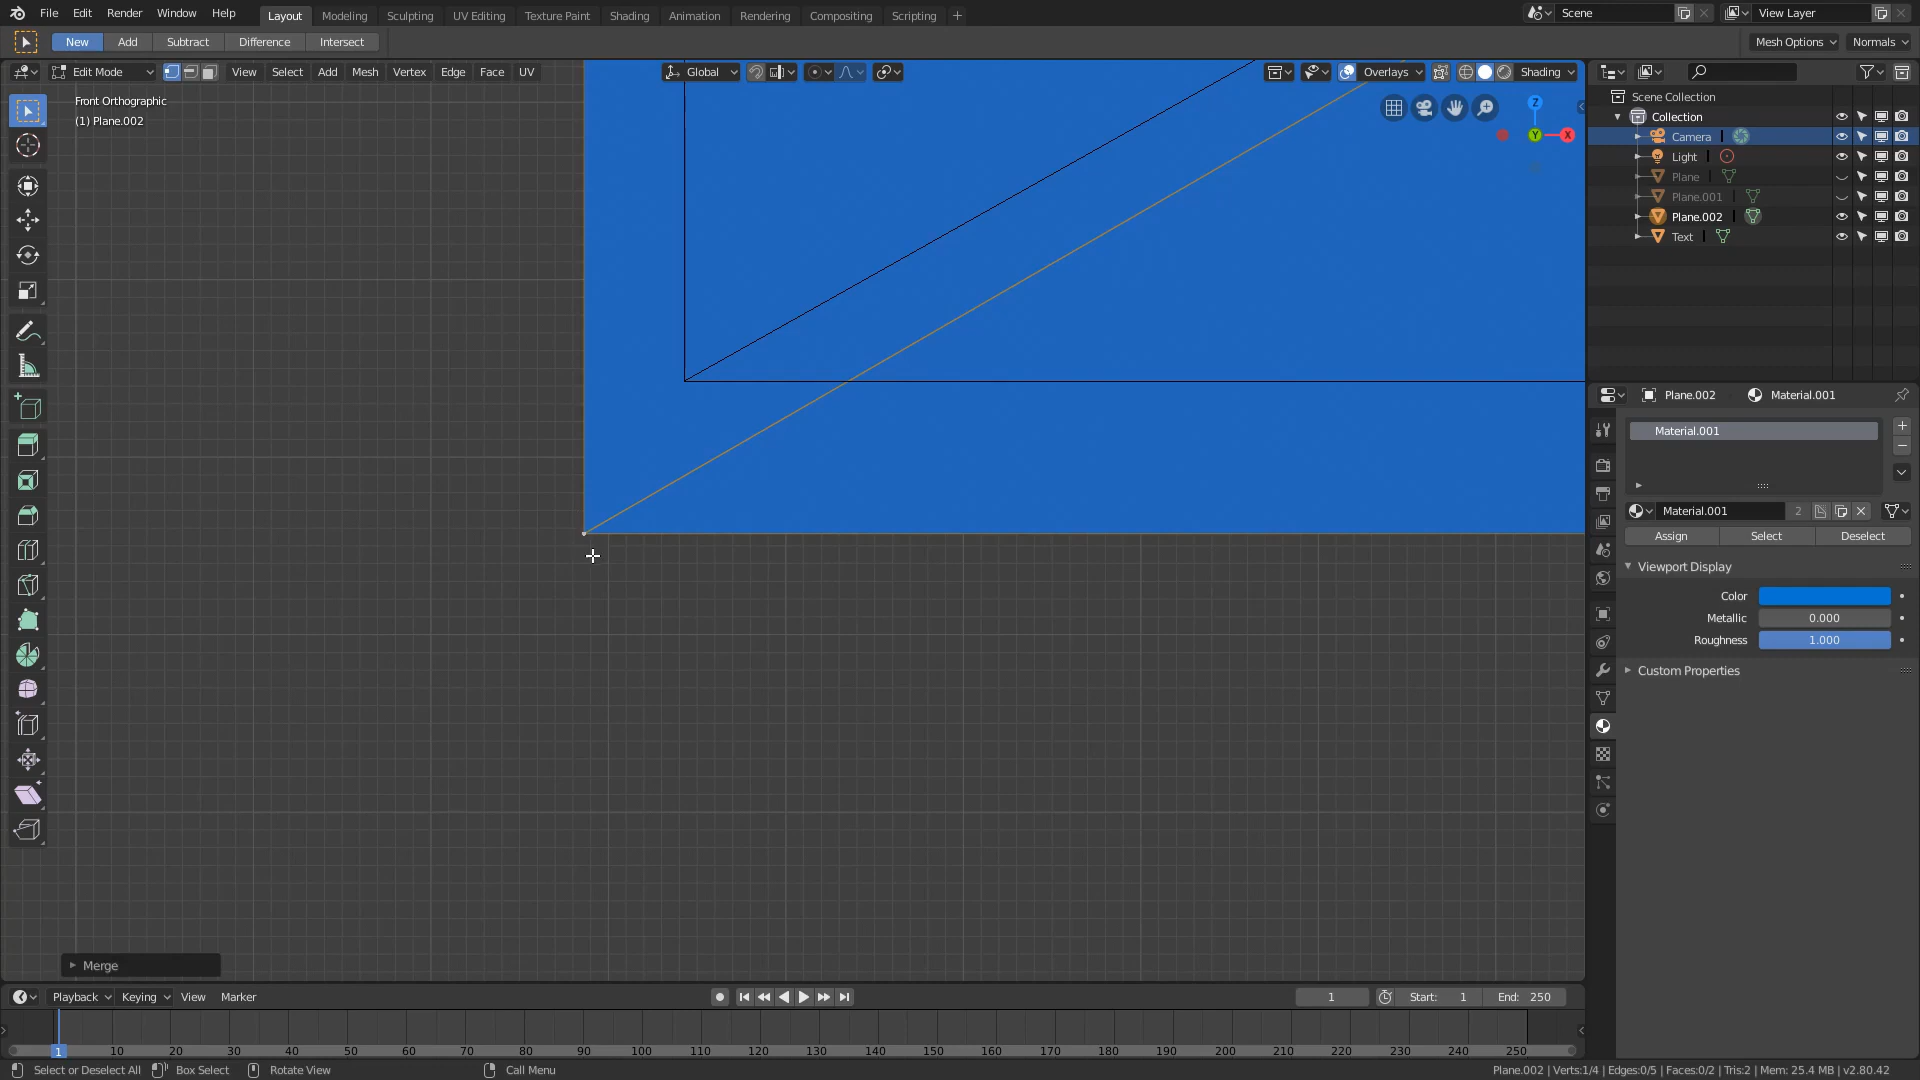 File Edit Render Window Help Layout Modeling Sculpting UV Editing Texture Paint Shading Animation Rendering Compositing Scripting + Scene View Layer
New Add Subtract Difference Intersect Mesh Options Normals
Edit Mode View Select Add Mesh Vertex Edge Face UV Global Overlays Shading
Front Orthographic
(1) Plane.002
Z
Y
X
Scene Collection
Collection
Camera
Light
Plane
Plane.001
Plane.002
Text
Plane.002 Material.001
Material.001
Material.001 2
Assign Select Deselect
Viewport Display
Color
Metallic 0.000
Roughness 1.000
Custom Properties
Merge
Playback Keying View Marker 1 Start: 1 End: 250
1 10 20 30 40 50 60 70 80 90 100 110 120 130 140 150 160 170 180 190 200 210 220 230 240 250
Select or Deselect All Box Select Rotate View Call Menu Plane.002 | Verts:1/4 | Edges:0/5 | Faces:0/2 | Tris:2 | Mem: 25.4 MB | v2.80.42